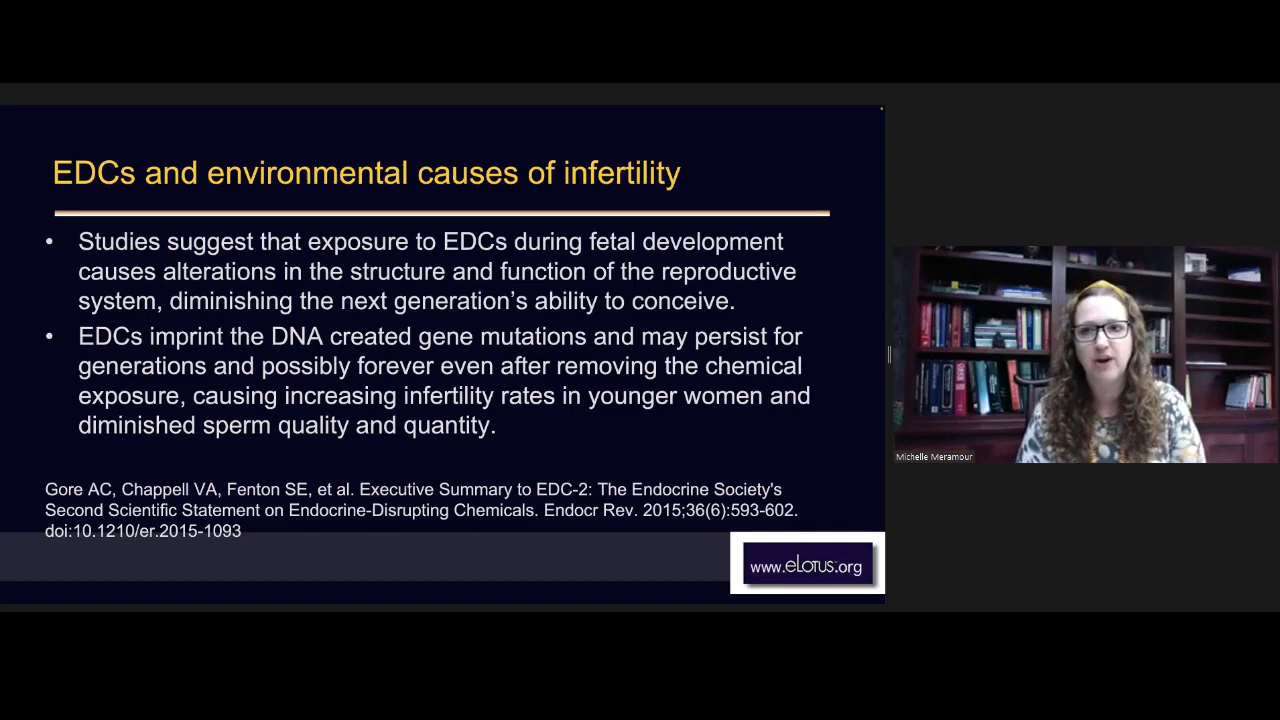 EDCs and environmental causes of infertility
• Studies suggest that exposure to EDCs during fetal development
causes alterations in the structure and function of the reproductive
system, diminishing the next generation's ability to conceive.
• EDCs imprint the DNA created gene mutations and may persist for
generations and possibly forever even after removing the chemical
exposure, causing increasing infertility rates in younger women and
diminished sperm quality and quantity.
Gore AC, Chappell VA, Fenton SE, et al. Executive Summary to EDC-2: The Endocrine Society's
Second Scientific Statement on Endocrine-Disrupting Chemicals. Endocr Rev. 2015;36(6):593-602.
doi:10.1210/er.2015-1093
www.eLotus.org
Michelle Meramour